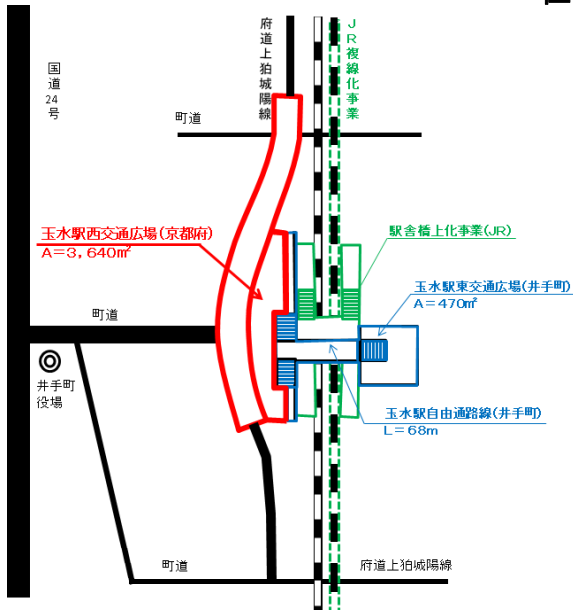 府道上狛城陽線
JR複線化事業
国道24号
町道
玉水駅西交通広場(京都府)
A=3,640㎡
駅舎橋上化事業(JR)
玉水駅東交通広場(井手町)
A=470㎡
町道
井手町
役場
玉水駅自由通路線(井手町)
L=68m
町道
府道上狛城陽線